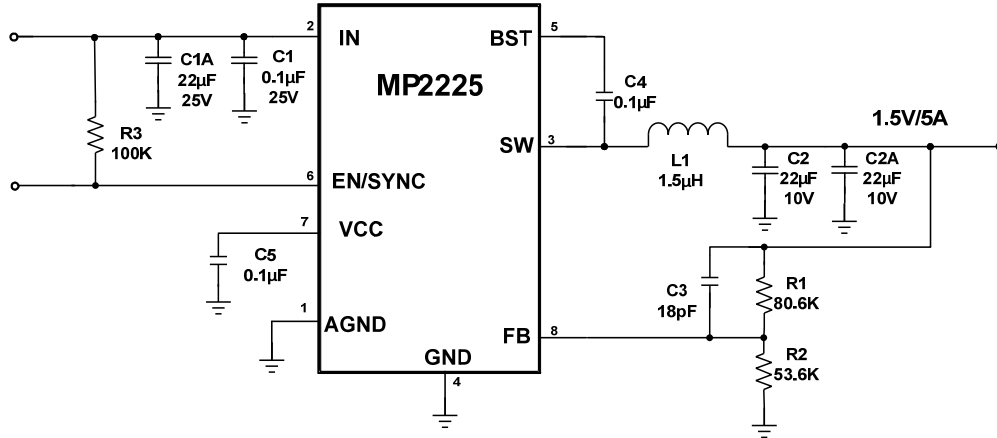 2
IN
C1A
22µF
25V
C1
0.1µF
25V
R3
100K
6
EN/SYNC
7
VCC
C5
0.1µF
1
AGND
MP2225
GND
4
BST
5
C4
0.1µF
SW
3
L1
1.5µH
1.5V/5A
C2
22µF
10V
C2A
22µF
10V
C3
18pF
R1
80.6K
FB
8
R2
53.6K